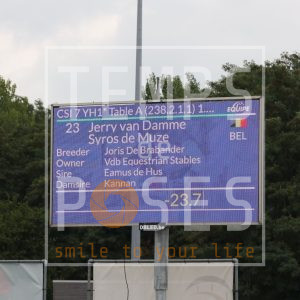 CSI 7 YH1* Table A (238.2.1.1) 1....
EQUIPE
23 Jerry van Damme
Syros de Muze
BEL
Breeder Joris De Brabander
Owner Vdb Equestrian Stables
Sire Eamus de Hus
Damsire Kannan
-23.7
TEMPS
DE
POSES
smile to your life